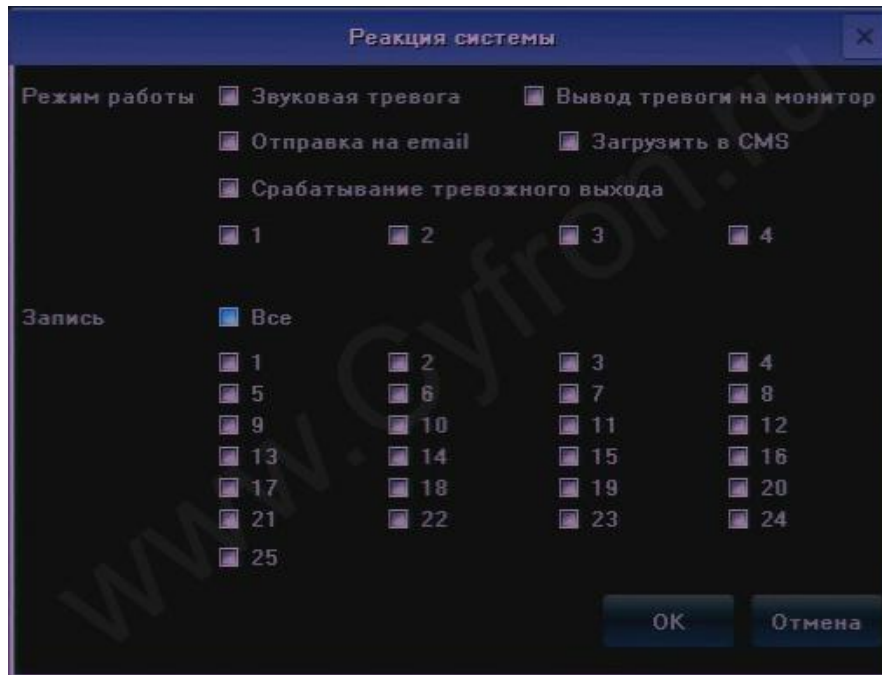 Реакция системы
Режим работы Звуковая тревога Вывод тревоги на монитор
Отправка на email Загрузить в CMS
Срабатывание тревожного выхода
1 2 3 4
Запись Все
1 2 3 4
5 6 7 8
9 10 11 12
13 14 15 16
17 18 19 20
21 22 23 24
25
OK Отмена
www.Cyfron.ru